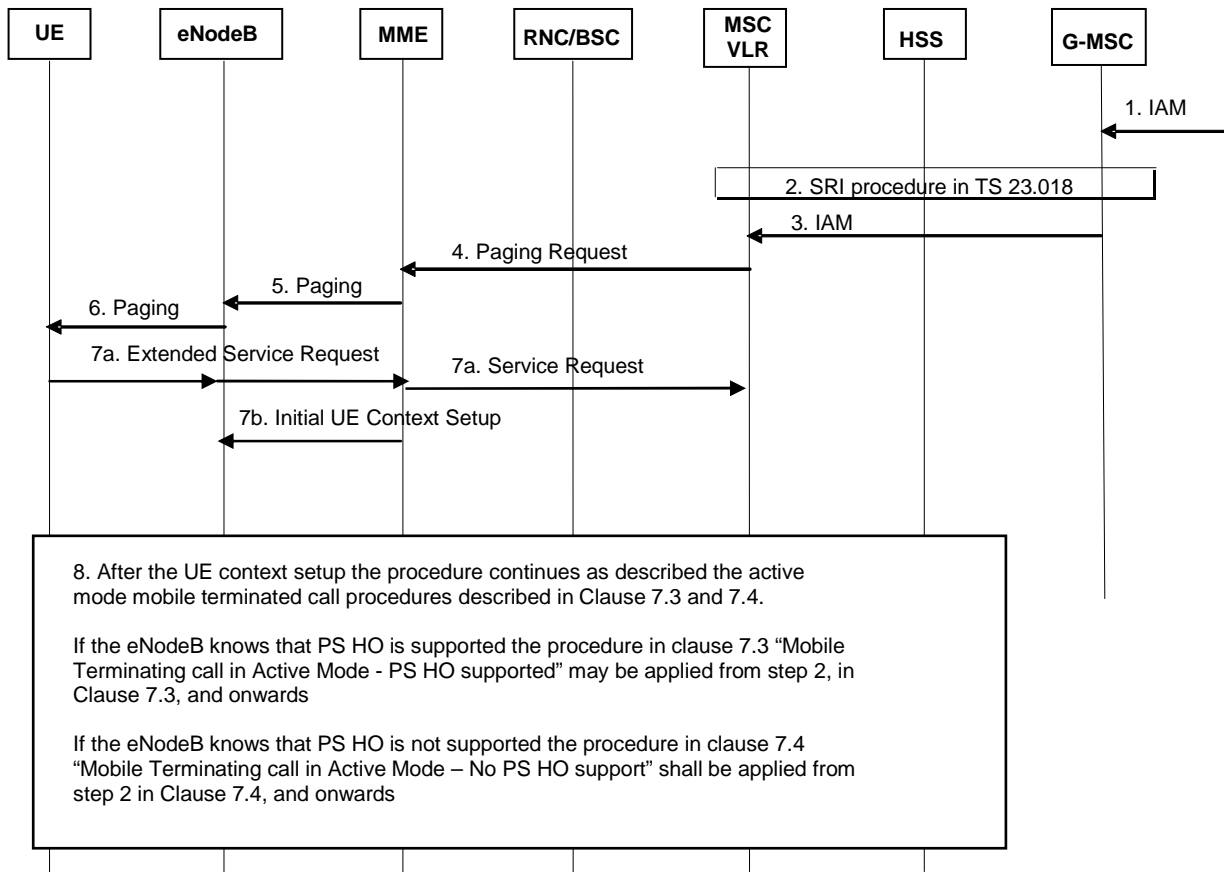 UE
eNodeB
MME
RNC/BSC
MSC
VLR
HSS
G-MSC
1. IAM
2. SRI procedure in TS 23.018
3. IAM
4. Paging Request
5. Paging
6. Paging
7a. Extended Service Request
7a. Service Request
7b. Initial UE Context Setup
8. After the UE context setup the procedure continues as described the active
mode mobile terminated call procedures described in Clause 7.3 and 7.4.
If the eNodeB knows that PS HO is supported the procedure in clause 7.3 “Mobile
Terminating call in Active Mode - PS HO supported” may be applied from step 2, in
Clause 7.3, and onwards
If the eNodeB knows that PS HO is not supported the procedure in clause 7.4
“Mobile Terminating call in Active Mode – No PS HO support” shall be applied from
step 2 in Clause 7.4, and onwards